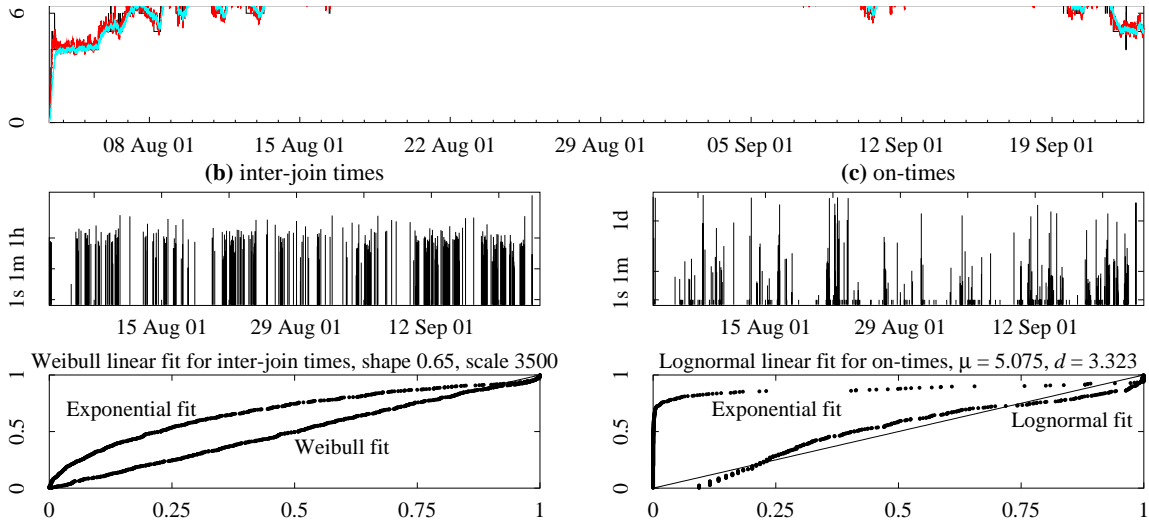 6
0
08 Aug 01 15 Aug 01 22 Aug 01 29 Aug 01 05 Sep 01 12 Sep 01 19 Sep 01
(b) inter-join times
1s 1m 1h
15 Aug 01 29 Aug 01 12 Sep 01
Weibull linear fit for inter-join times, shape 0.65, scale 3500
Exponential fit
Weibull fit
0 0.5 1
0 0.25 0.5 0.75 1
(c) on-times
1s 1m 1d
15 Aug 01 29 Aug 01 12 Sep 01
Lognormal linear fit for on-times, μ = 5.075, d = 3.323
Exponential fit
Lognormal fit
0 0.5 1
0 0.25 0.5 0.75 1